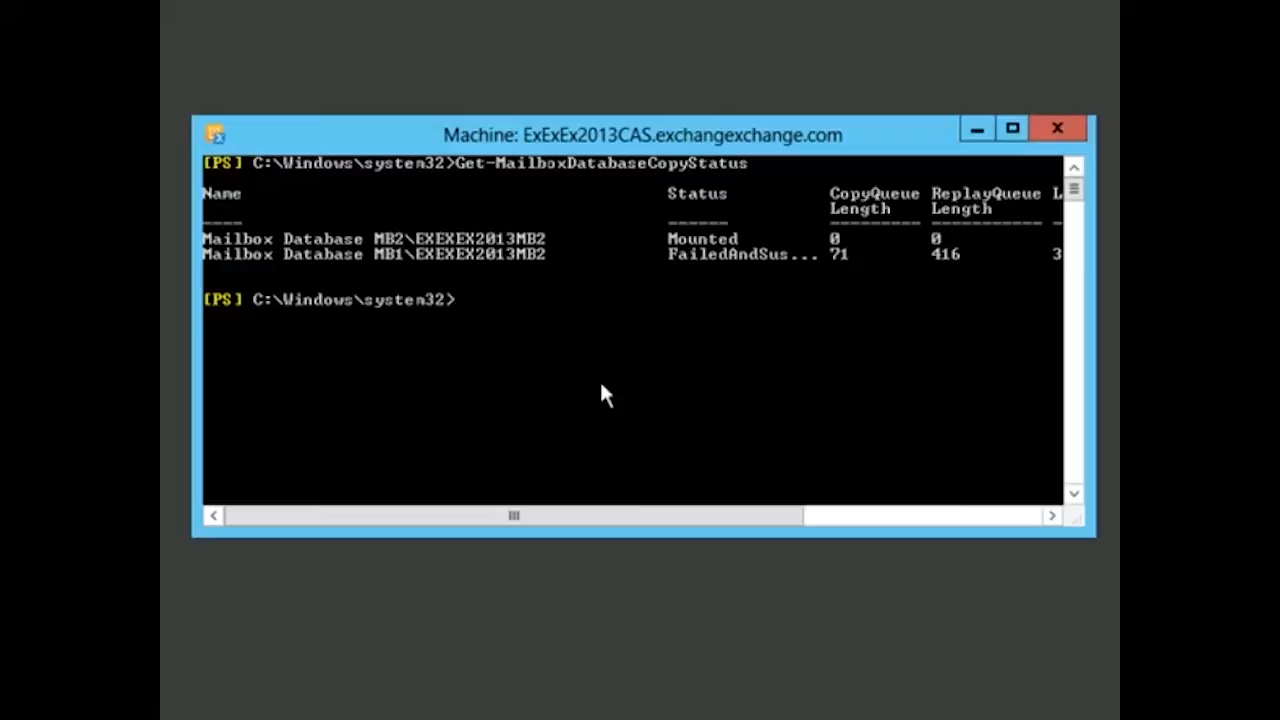 Machine: ExExEx2013CAS.exchangexchange.com
[PS] C:\Windows\system32>Get-MailboxDatabaseCopyStatus
Name Status CopyQueue ReplayQueue L
Length Length
---- ------ --------- ----------- -
Mailbox Database MB2\EXEXEX2013MB2 Mounted 0 0
Mailbox Database MB1\EXEXEX2013MB2 FailedAndSus... 71 416 3
[PS] C:\Windows\system32>